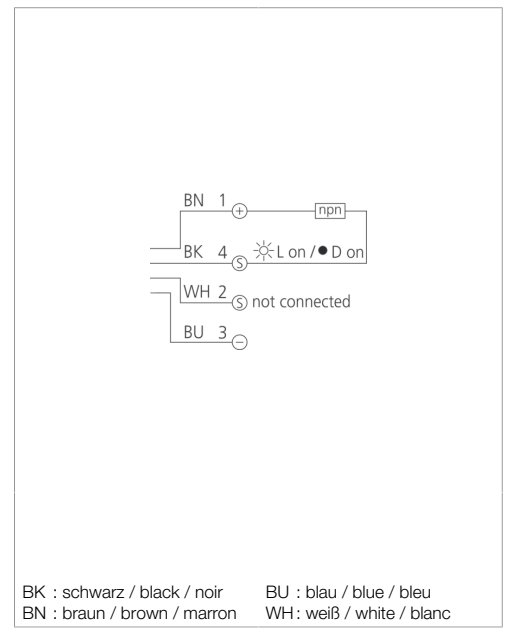 BN 1 + npn
BK 4 S L on / D on
WH 2 S not connected
BU 3 −
BK : schwarz / black / noir BU : blau / blue / bleu
BN : braun / brown / marron WH : weiß / white / blanc